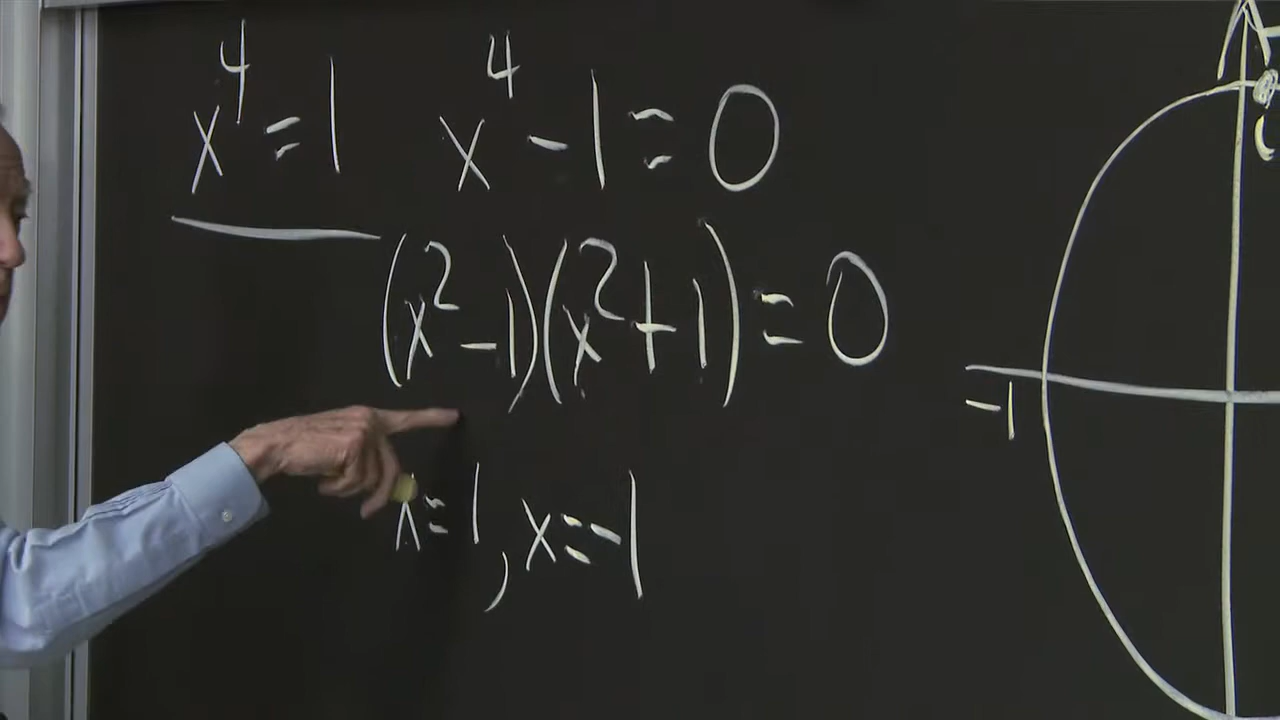 x⁴ = 1 x⁴ - 1 = 0
(x² - 1)(x² + 1) = 0
x = 1, x = -1
-1
i